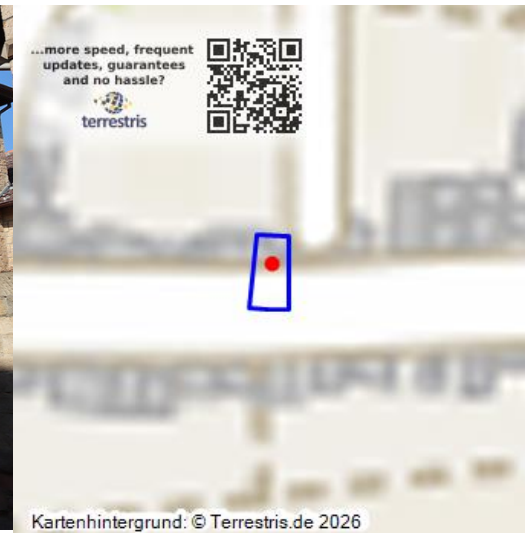 ...more speed, frequent
updates, guarantees
and no hassle?
terrestris
Kartenhintergrund: © Terrestris.de 2026